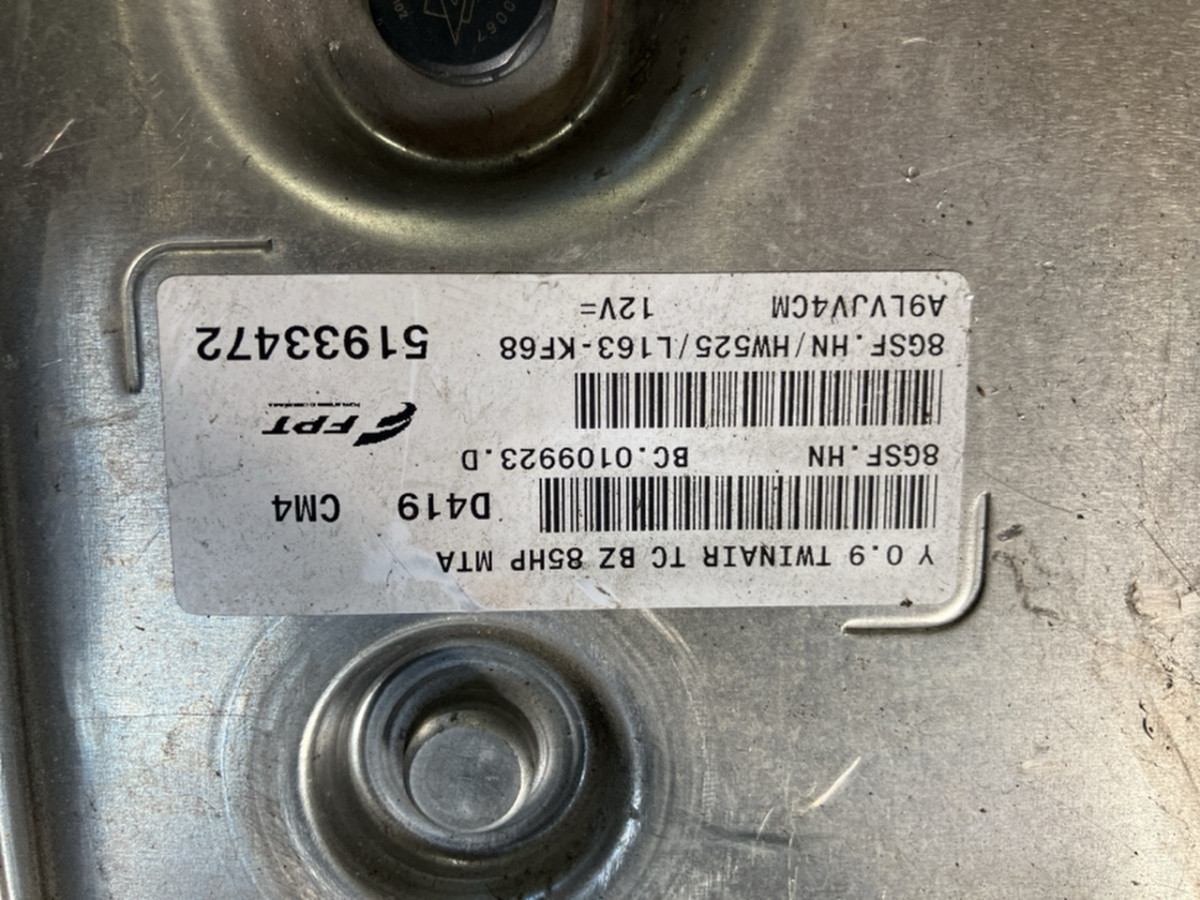 Y 0.9 TWINAIR TC BZ 85HP MTA
D419 CM4
8GSF.HN BC.0109923.D
FPT
8GSF.HN/HW525/L163-KF68 51933472
A9LVJV4CM 12V=